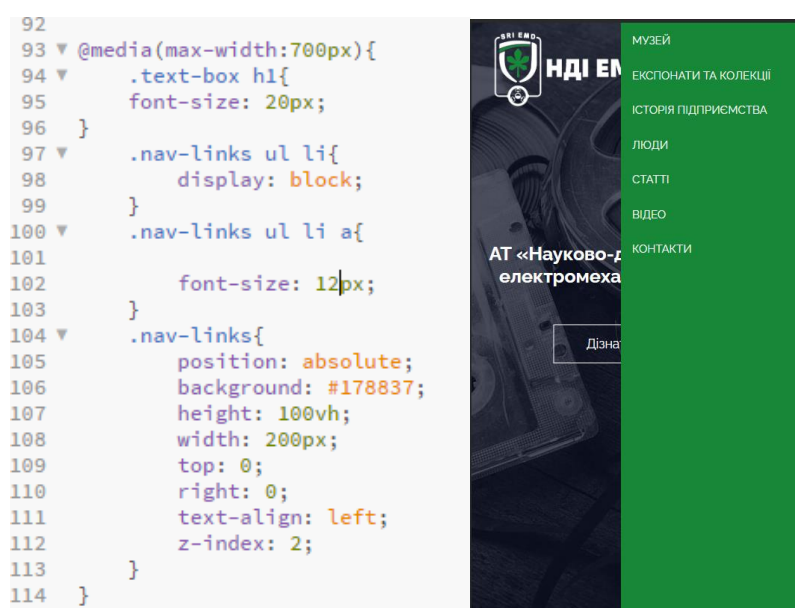 92
93 ▼ @media(max-width:700px){
94 ▼ .text-box h1{
95 font-size: 20px;
96 }
97 ▼ .nav-links ul li{
98 display: block;
99 }
100 ▼ .nav-links ul li a{
101
102 font-size: 12px;
103 }
104 ▼ .nav-links{
105 position: absolute;
106 background: #178837;
107 height: 100vh;
108 width: 200px;
109 top: 0;
110 right: 0;
111 text-align: left;
112 z-index: 2;
113 }
114 }
SRI EMD
НДІ ЕМ
АТ «Науково-д
електромеха
Дізнат
МУЗЕЙ
ЕКСПОНАТИ ТА КОЛЕКЦІЇ
ІСТОРІЯ ПІДПРИЄМСТВА
ЛЮДИ
СТАТТІ
ВІДЕО
КОНТАКТИ